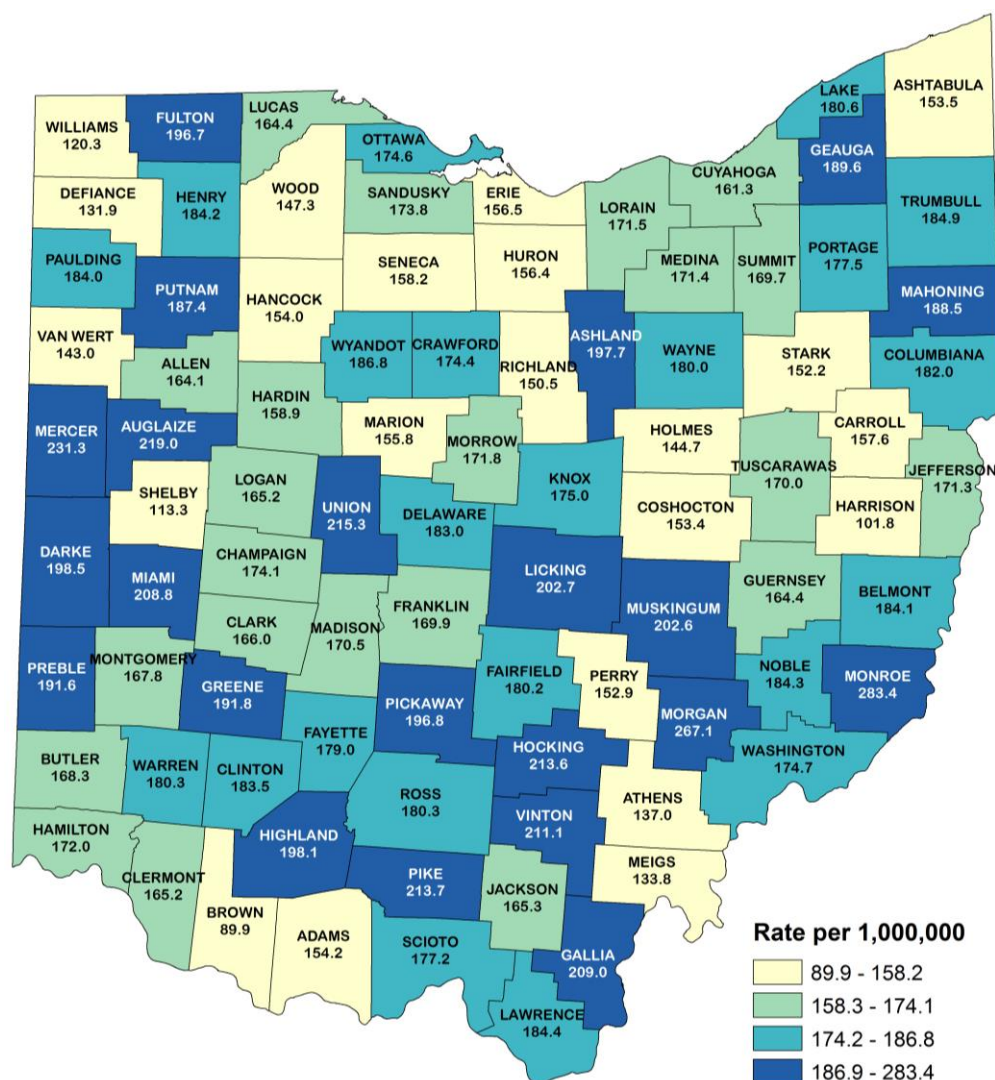 ASHTABULA
153.5
LAKE
180.6
WILLIAMS
120.3
FULTON
196.7
LUCAS
164.4
OTTAWA
174.6
GEAUGA
189.6
CUYAHOGA
161.3
DEFIANCE
131.9
HENRY
184.2
WOOD
147.3
SANDUSKY
173.8
ERIE
156.5
LORAIN
171.5
TRUMBULL
184.9
PAULDING
184.0
PUTNAM
187.4
HANCOCK
154.0
SENECA
158.2
HURON
156.4
MEDINA
171.4
SUMMIT
169.7
PORTAGE
177.5
MAHONING
188.5
VAN WERT
143.0
ALLEN
164.1
WYANDOT
186.8
CRAWFORD
174.4
RICHLAND
150.5
ASHLAND
197.7
WAYNE
180.0
STARK
152.2
COLUMBIANA
182.0
HARDIN
158.9
MERCER
231.3
AUGLAIZE
219.0
MARION
155.8
MORROW
171.8
HOLMES
144.7
CARROLL
157.6
TUSCARAWAS
170.0
JEFFERSON
171.3
SHELBY
113.3
LOGAN
165.2
UNION
215.3
DELAWARE
183.0
KNOX
175.0
COSHOCTON
153.4
HARRISON
101.8
DARKE
198.5
MIAMI
208.8
CHAMPAIGN
174.1
LICKING
202.7
MUSKINGUM
202.6
GUERNSEY
164.4
BELMONT
184.1
CLARK
166.0
MADISON
170.5
FRANKLIN
169.9
PREBLE
191.6
MONTGOMERY
167.8
GREENE
191.8
PICKAWAY
196.8
FAIRFIELD
180.2
PERRY
152.9
MORGAN
267.1
NOBLE
184.3
MONROE
283.4
FAYETTE
179.0
HOCKING
213.6
WASHINGTON
174.7
BUTLER
168.3
WARREN
180.3
CLINTON
183.5
ROSS
180.3
VINTON
211.1
ATHENS
137.0
HAMILTON
172.0
CLERMONT
165.2
HIGHLAND
198.1
PIKE
213.7
JACKSON
165.3
MEIGS
133.8
BROWN
89.9
ADAMS
154.2
SCIOTO
177.2
GALLIA
209.0
LAWRENCE
184.4
Rate per 1,000,000
89.9 - 158.2
158.3 - 174.1
174.2 - 186.8
186.9 - 283.4